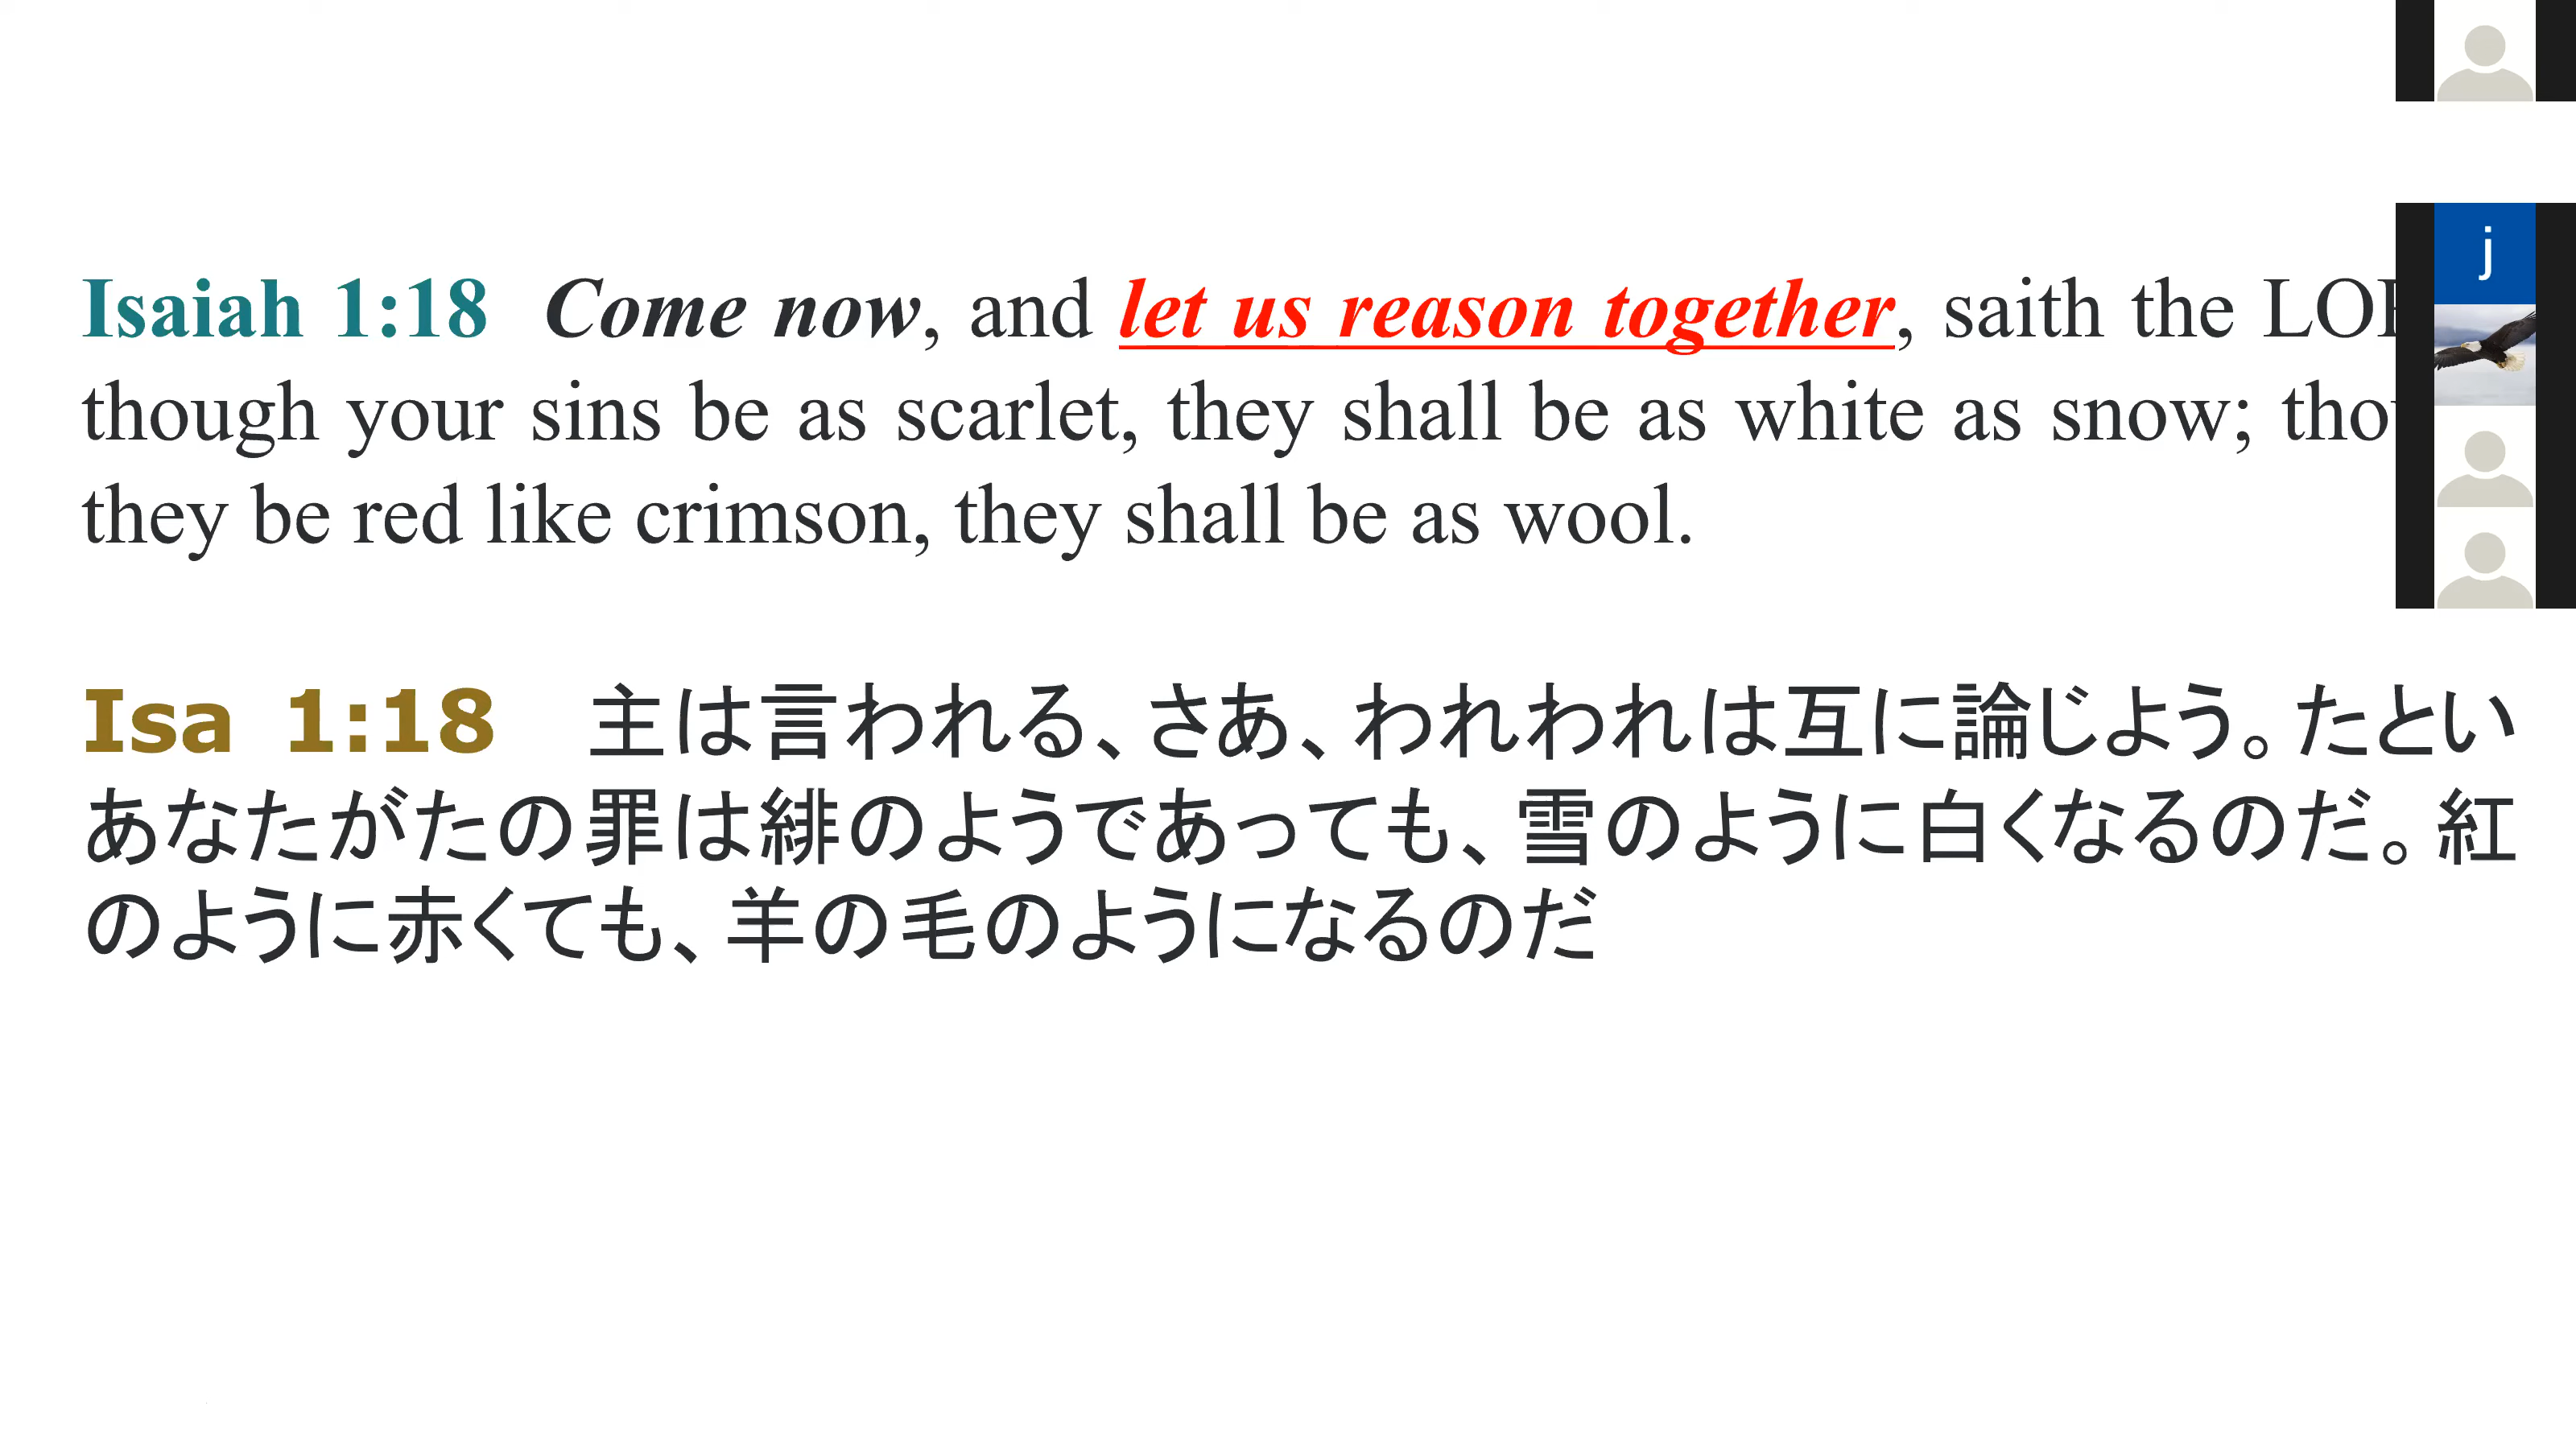 Isaiah 1:18 Come now, and let us reason together, saith the
though your sins be as scarlet, they shall be as white as snow;
they be red like crimson, they shall be as wool.
Isa 1:18 主は言われる、さあ、われわれは互に論じよう。たとい
あなたがたの罪は緋のようであっても、雪のように白くなるのだ。紅
のように赤くても、羊の毛のようになるのだ
j